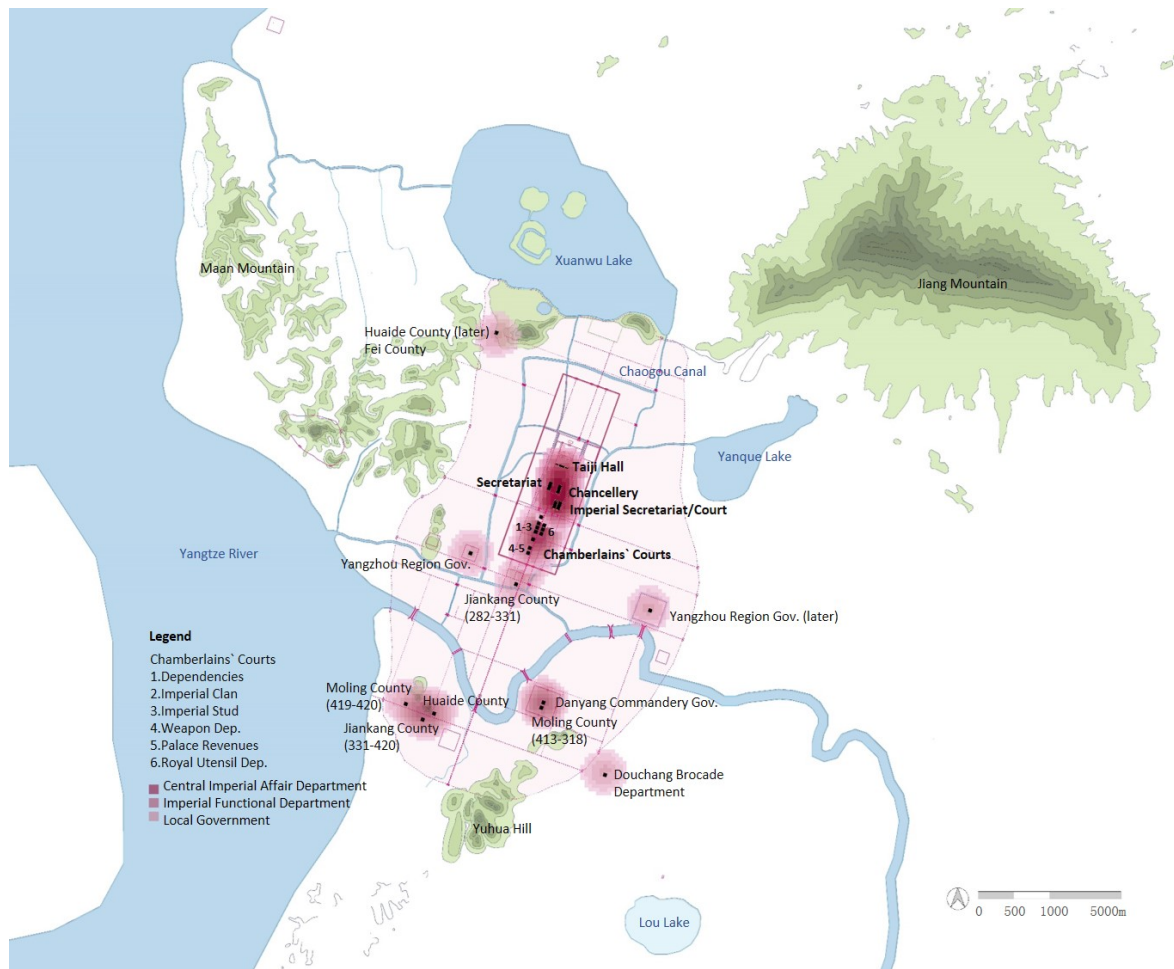 Xuanwu Lake
Maan Mountain
Jiang Mountain
Huaide County (later)
Fei County
Chaogou Canal
Yanque Lake
Taiji Hall
Secretariat
Chancellery
Imperial Secretariat/Court
1-3
6
4-5
Chamberlains` Courts
Yangtze River
Yangzhou Region Gov.
Jiankang County
(282-331)
Yangzhou Region Gov. (later)
Legend
Chamberlains` Courts
1.Dependencies
2.Imperial Clan
3.Imperial Stud
4.Weapon Dep.
5.Palace Revenues
6.Royal Utensil Dep.
Central Imperial Affair Department
Imperial Functional Department
Local Government
Moling County
(419-420)
Huaide County
Jiankang County
(331-420)
Danyang Commandery Gov.
Moling County
(413-318)
Douchang Brocade
Department
Yuhua Hill
Lou Lake
0 500 1000 5000m